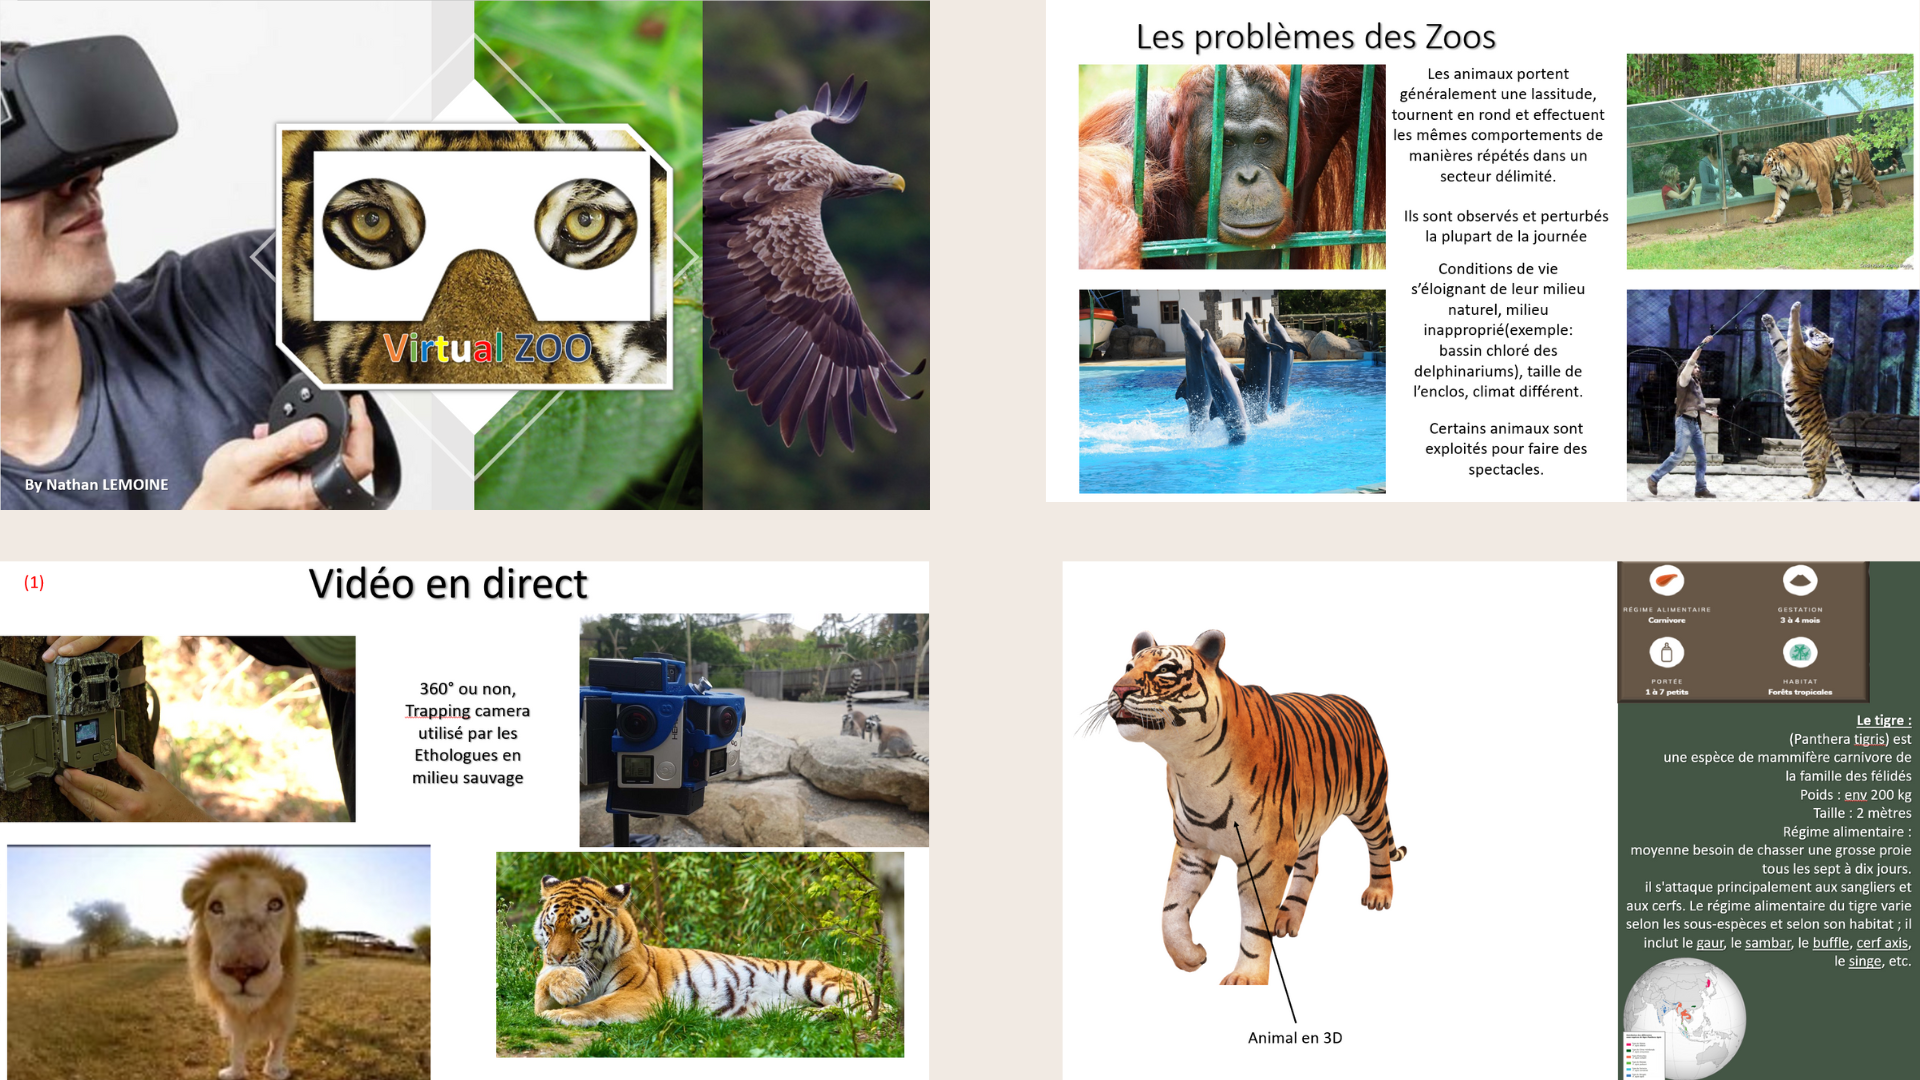 Virtual ZOO
By Nathan LEMOINE
Les problèmes des Zoos
Les animaux portent
généralement une lassitude,
tournent en rond et effectuent
les mêmes comportements de
manières répétés dans un
secteur délimité.
Ils sont observés et perturbés
la plupart de la journée
Conditions de vie
s’éloignant de leur milieu
naturel, milieu
inapproprié(exemple:
bassin chloré des
delphinariums), taille de
l’enclos, climat différent.
Certains animaux sont
exploités pour faire des
spectacles.
(1)
Vidéo en direct
360° ou non,
Trapping camera
utilisé par les
Ethologues en
milieu sauvage
Animal en 3D
RÉGIME ALIMENTAIRE
Carnivore
GESTATION
3 à 4 mois
PORTÉE
1 à 7 petits
HABITAT
Forêts tropicales
Le tigre :
(Panthera tigris) est
une espèce de mammifère carnivore de
la famille des félidés
Poids : env 200 kg
Taille : 2 mètres
Régime alimentaire :
moyenne besoin de chasser une grosse proie
tous les sept à dix jours.
il s'attaque principalement aux sangliers et
aux cerfs. Le régime alimentaire du tigre varie
selon les sous-espèces et selon son habitat ; il
inclut le gaur, le sambar, le buffle, cerf axis,
le singe, etc.